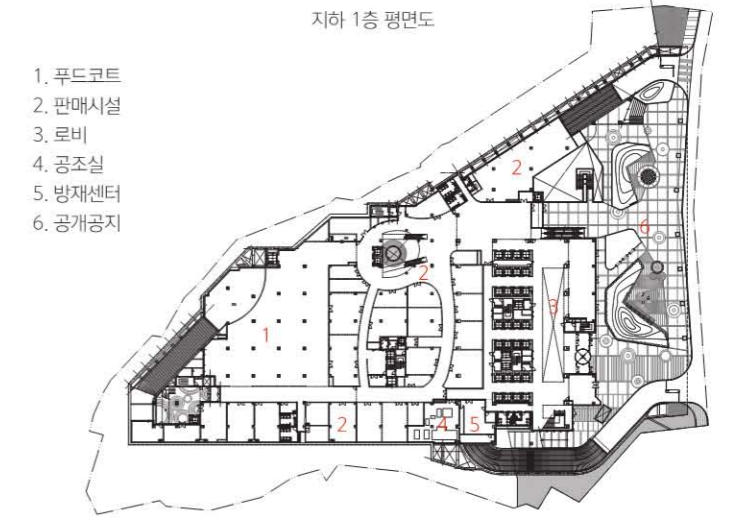 지하 1층 평면도
1. 푸드코트
2. 판매시설
3. 로비
4. 공조실
5. 방재센터
6. 공개공지
2
6
2
3
1
2
4
5